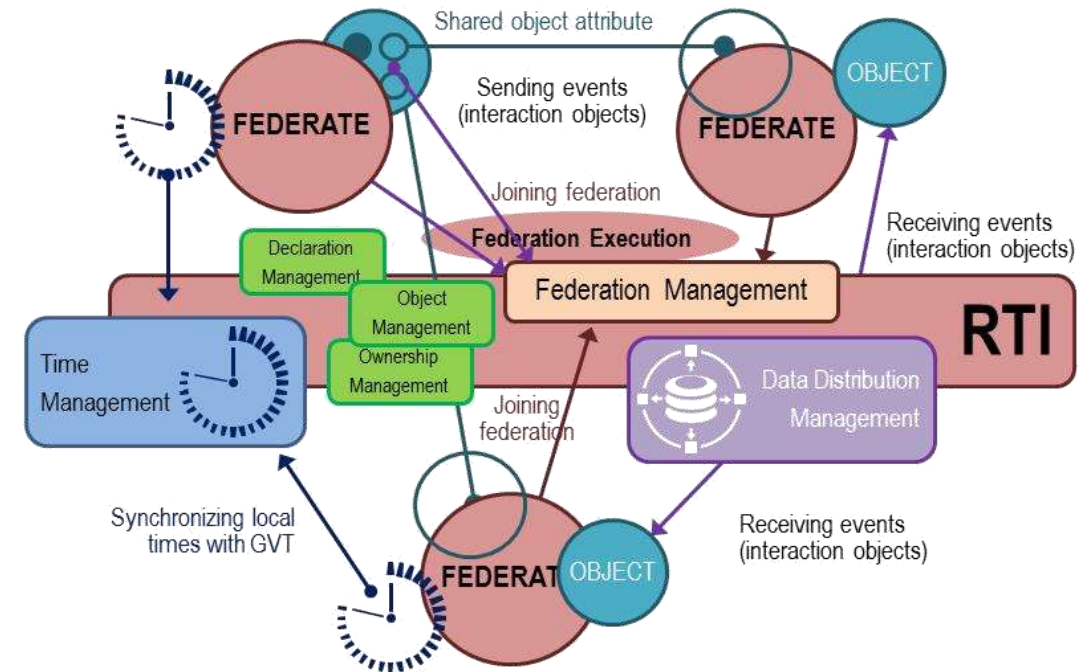 Shared object attribute
OBJECT
Sending events
(interaction objects)
FEDERATE
FEDERATE
Joining federation
Receiving events
(interaction objects)
Federation Execution
Declaration
Management
Federation Management
Object
Management
RTI
Ownership
Management
Time
Management
Data Distribution
Management
Joining
federation
Synchronizing local
times with GVT
Receiving events
(interaction objects)
FEDERAT
OBJECT